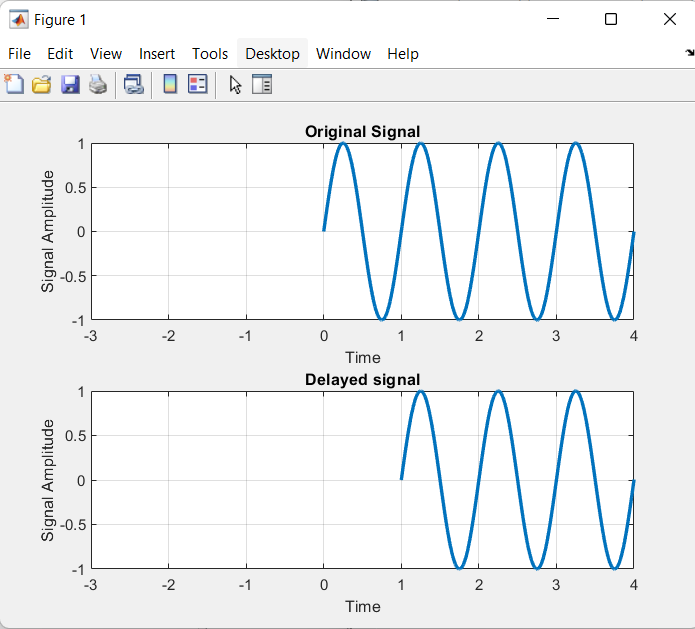 Figure 1
File Edit View Insert Tools Desktop Window Help
Original Signal
1
0.5
0
-0.5
-1
Signal Amplitude
-3 -2 -1 0 1 2 3 4
Time
Delayed signal
1
0.5
0
-0.5
-1
Signal Amplitude
-3 -2 -1 0 1 2 3 4
Time